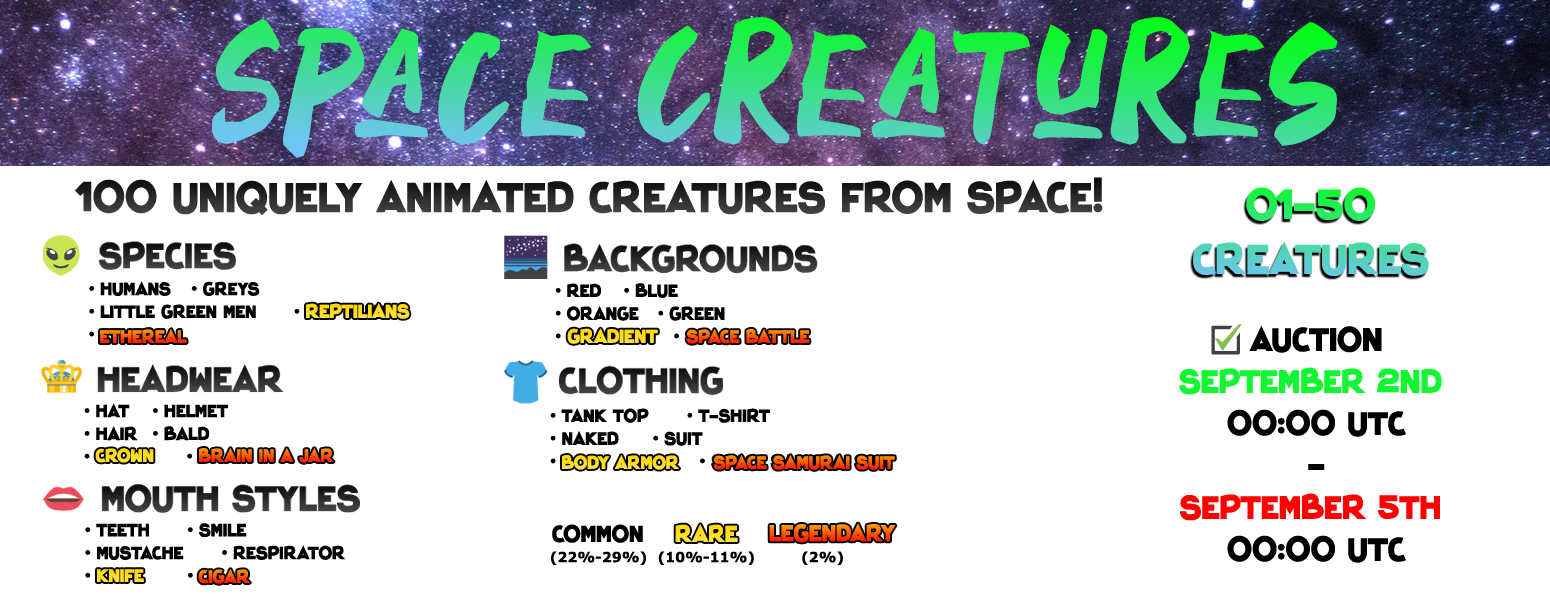 SPACE CREATURES
100 UNIQUELY ANIMATED CREATURES FROM SPACE!
SPECIES
• HUMANS • GREYS
• LITTLE GREEN MEN • REPTILIANS
• ETHEREAL
HEADWEAR
• HAT • HELMET
• HAIR • BALD
• CROWN • BRAIN IN A JAR
MOUTH STYLES
• TEETH • SMILE
• MUSTACHE • RESPIRATOR
• KNIFE • CIGAR
BACKGROUNDS
• RED • BLUE
• ORANGE • GREEN
• GRADIENT • SPACE BATTLE
CLOTHING
• TANK TOP • T-SHIRT
• NAKED • SUIT
• BODY ARMOR • SPACE SAMURAI SUIT
COMMON RARE LEGENDARY
(22%-29%) (10%-11%) (2%)
01-50
CREATURES
AUCTION
SEPTEMBER 2ND
00:00 UTC
-
SEPTEMBER 5TH
00:00 UTC